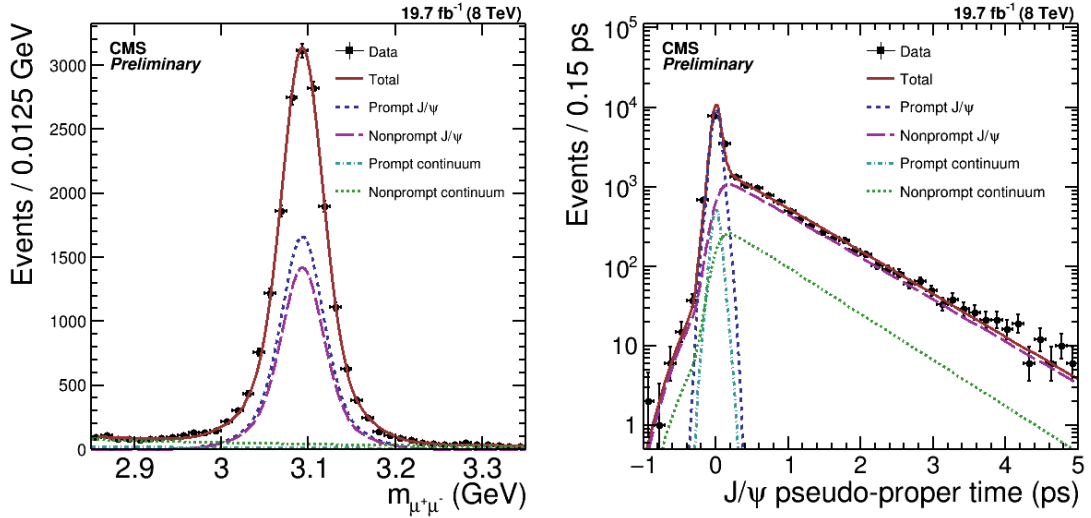 19.7 fb⁻¹ (8 TeV)
Events / 0.0125 GeV
3000
2500
2000
1500
1000
500
0
CMS
Preliminary
Data
Total
Prompt J/ψ
Nonprompt J/ψ
Prompt continuum
Nonprompt continuum
2.9 3 3.1 3.2 3.3
m_μ⁺μ⁻ (GeV)
19.7 fb⁻¹ (8 TeV)
Events / 0.15 ps
10⁵
10⁴
10³
10²
10
1
CMS
Preliminary
Data
Total
Prompt J/ψ
Nonprompt J/ψ
Prompt continuum
Nonprompt continuum
−1 0 1 2 3 4 5
J/ψ pseudo-proper time (ps)